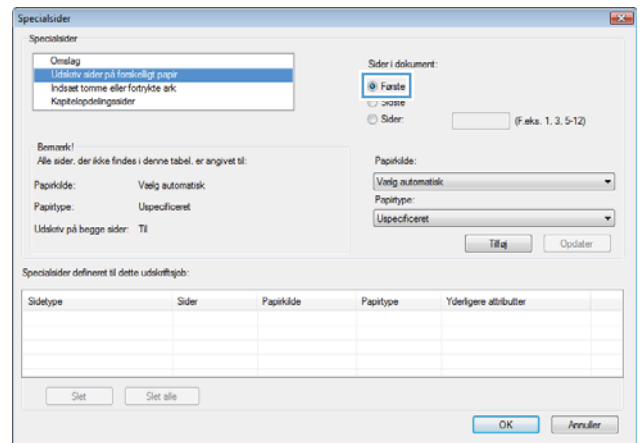 Specialsider
Specialsider
Omslag
Udskriv sider på forskelligt papir
Indsæt tomme eller fortrykte ark
Kapitelopdelingssider
Sider i dokument:
Første
Sidste
Sider: (F.eks. 1, 3, 5-12)
Bemærk!
Alle sider, der ikke findes i denne tabel, er angivet til:
Papirkilde: Vælg automatisk
Papirtype: Uspecificeret
Udskriv på begge sider: Til
Papirkilde:
Vælg automatisk
Papirtype:
Uspecificeret
Tilføj Opdater
Specialsider defineret til dette udskriftsjob:
Sidetype Sider Papirkilde Papirtype Yderligere attributter
Slet Slet alle
OK Annuller